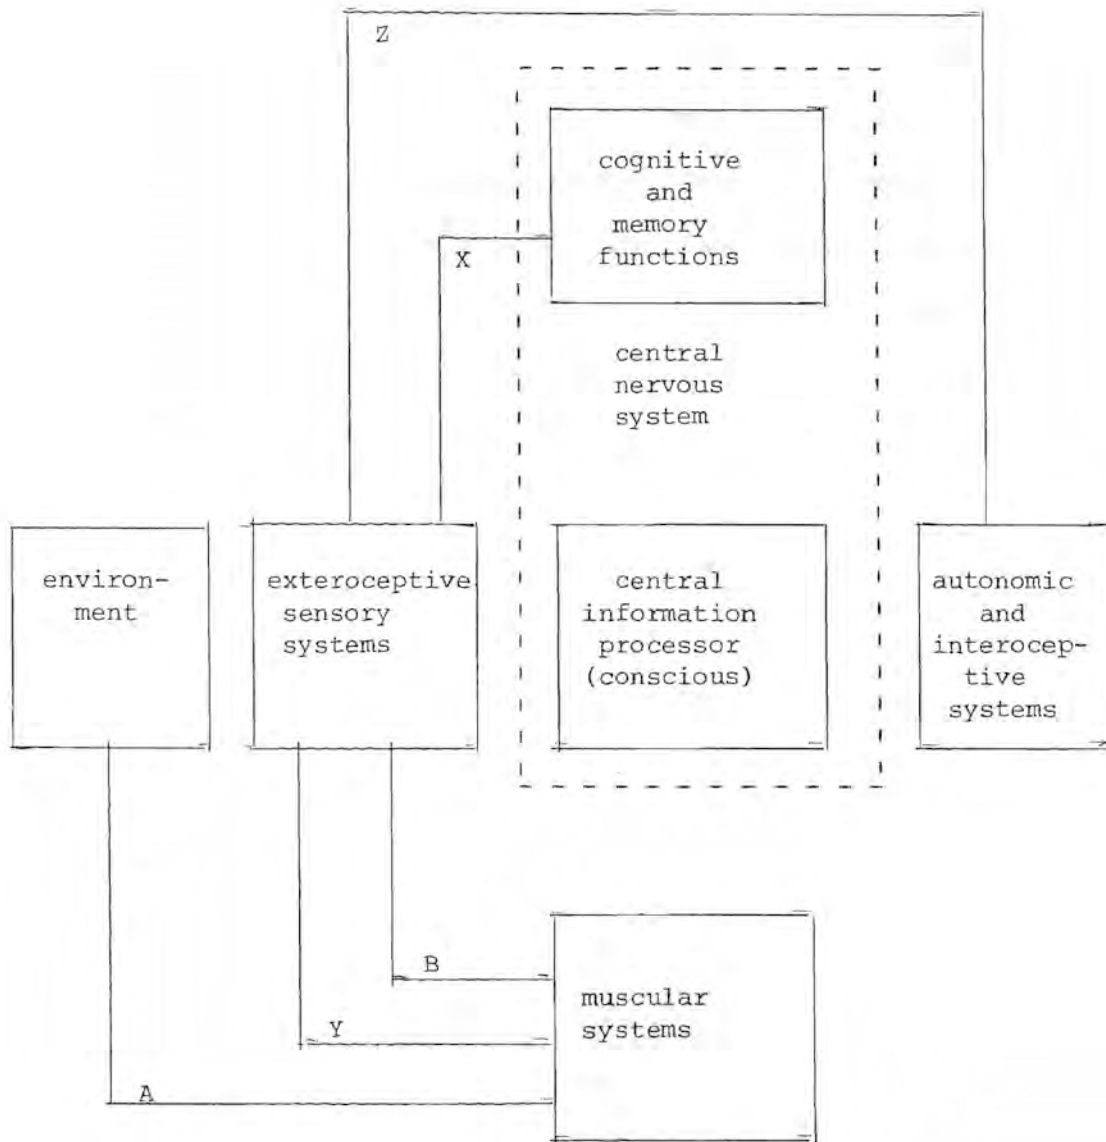 Z
cognitive
and
memory
functions
X
central
nervous
system
environ-
ment
exteroceptive
sensory
systems
central
information
processor
(conscious)
autonomic
and
interocep-
tive
systems
B
Y
A
muscular
systems